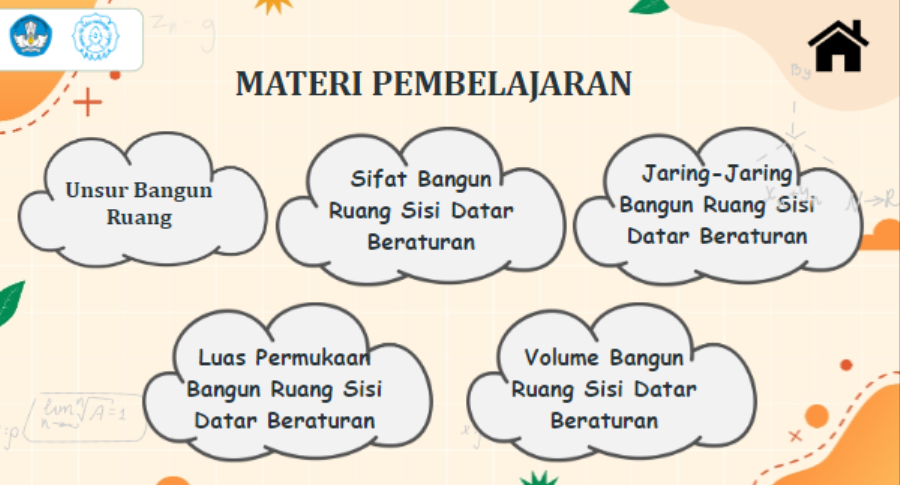 MATERI PEMBELAJARAN
Unsur Bangun
Ruang
Sifat Bangun
Ruang Sisi Datar
Beraturan
Jaring-Jaring
Bangun Ruang Sisi
Datar Beraturan
Luas Permukaan
Bangun Ruang Sisi
Datar Beraturan
Volume Bangun
Ruang Sisi Datar
Beraturan